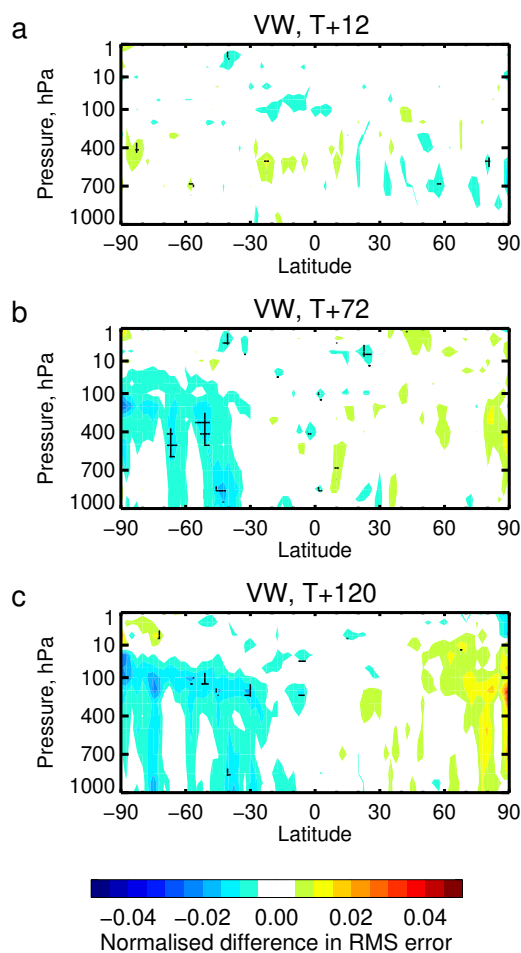 a
VW, T+12
Pressure, hPa
1
10
100
400
700
1000
−90 −60 −30 0 30 60 90
Latitude
b
VW, T+72
Pressure, hPa
1
10
100
400
700
1000
−90 −60 −30 0 30 60 90
Latitude
c
VW, T+120
Pressure, hPa
1
10
100
400
700
1000
−90 −60 −30 0 30 60 90
Latitude
−0.04 −0.02 0.00 0.02 0.04
Normalised difference in RMS error